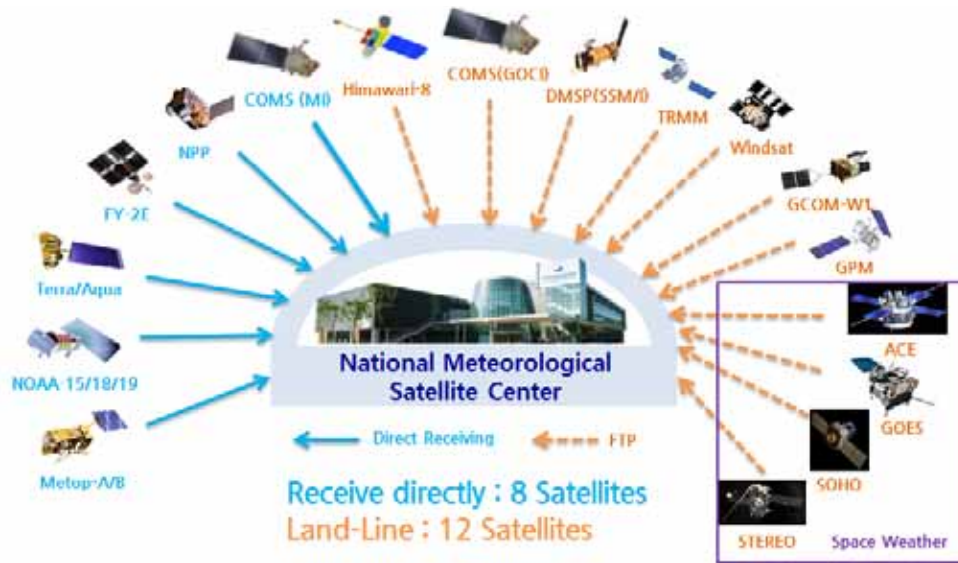 COMS (MI)
Himawari-8
COMS(GOCI)
DMSP(SSM/I)
TRMM
Windsat
NPP
FY-2E
GCOM-W1
GPM
Terra/Aqua
ACE
NOAA 15/18/19
National Meteorological
Satellite Center
GOES
Direct Receiving
FTP
Metop-A/B
SOHO
Receive directly : 8 Satellites
Land-Line : 12 Satellites
STEREO
Space Weather